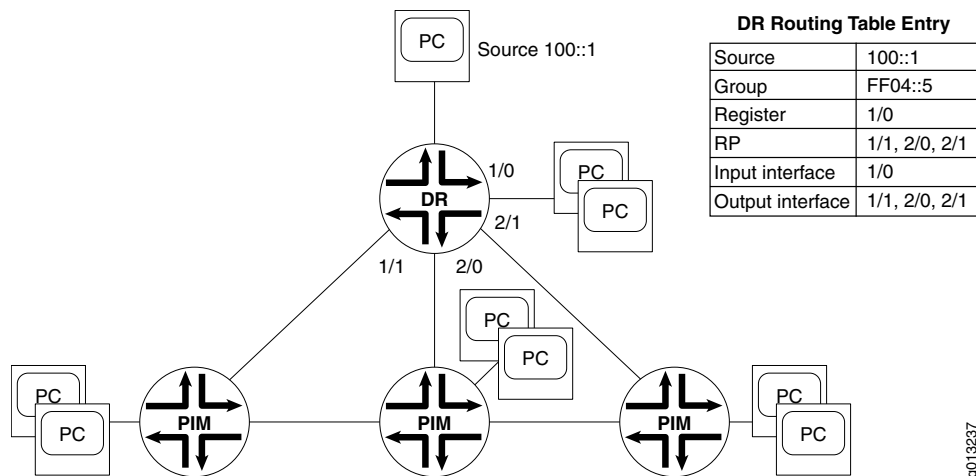 PC
Source 100::1
DR Routing Table Entry
Source 100::1
Group FF04::5
Register 1/0
RP 1/1, 2/0, 2/1
Input interface 1/0
Output interface 1/1, 2/0, 2/1
1/0
PC
PC
DR
2/1
1/1
2/0
PC
PC
PC
PC
PIM
PIM
PIM
PC
PC
g013237